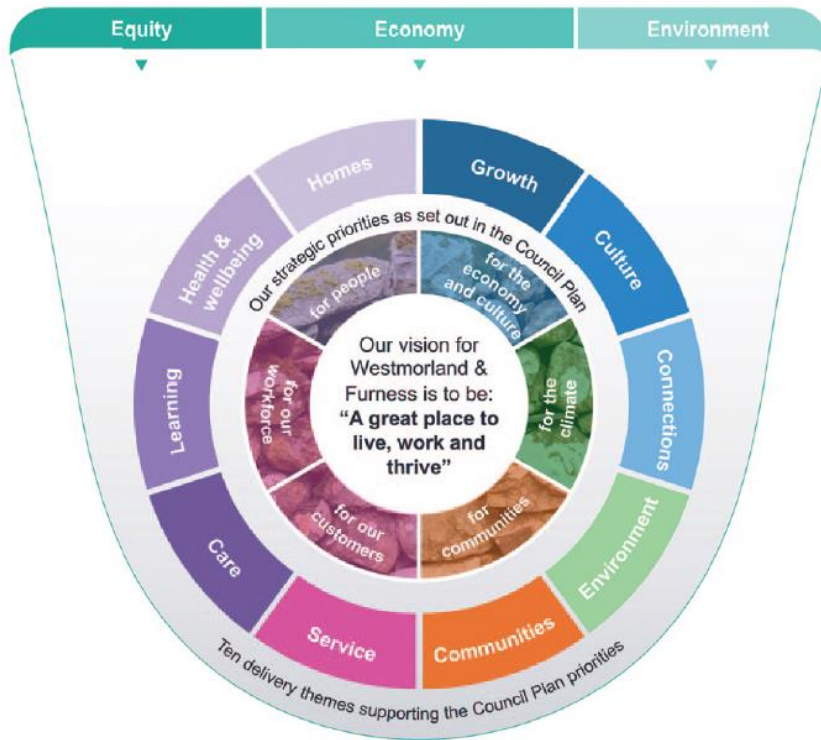 Equity
Economy
Environment
Homes
Growth
Health &
wellbeing
Culture
Learning
Connections
Care
Environment
Service
Communities
Our strategic priorities as set out in the Council Plan
for people
for the
economy
and culture
for our
workforce
for the
climate
for our
customers
for
communities
Our vision for
Westmorland &
Furness is to be:
“A great place to
live, work and
thrive”
Ten delivery themes supporting the Council Plan priorities